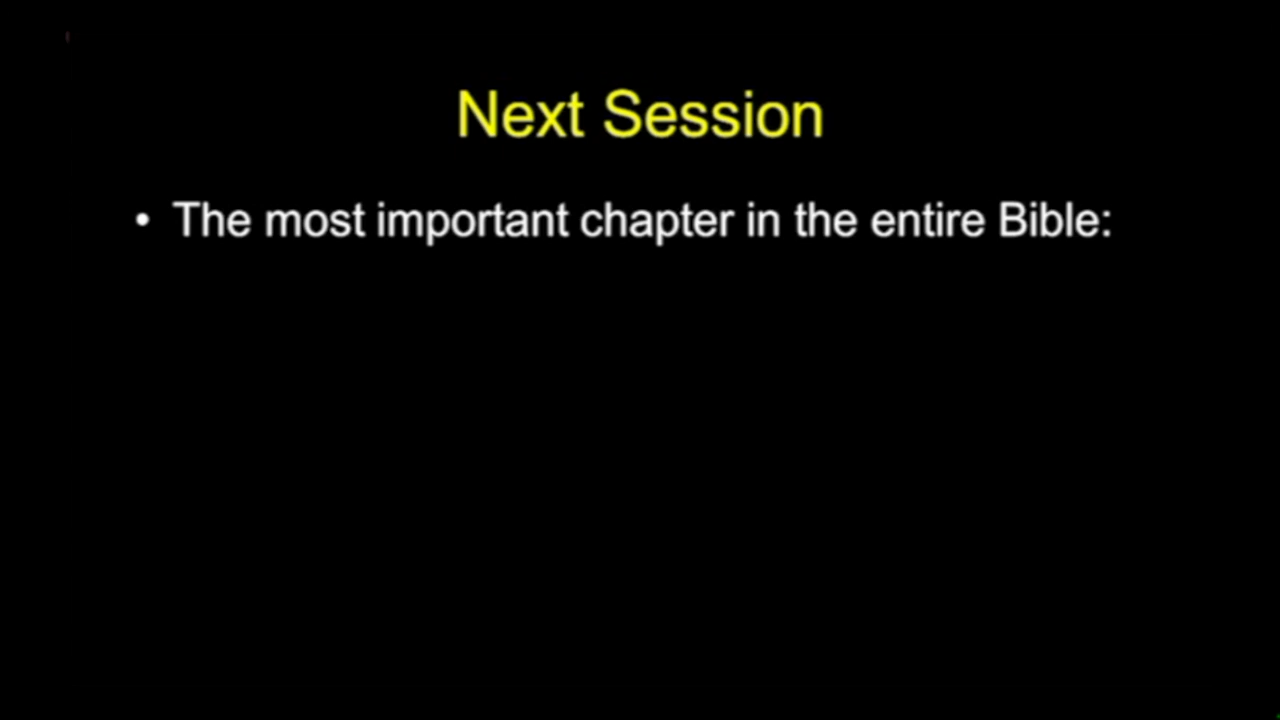 Next Session
• The most important chapter in the entire Bible: